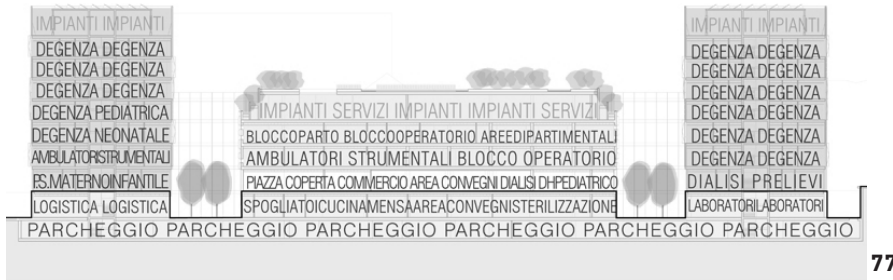 IMPIANTI IMPIANTI
DEGENZA DEGENZA
DEGENZA DEGENZA
DEGENZA DEGENZA
DEGENZA PEDIATRICA
DEGENZA NEONATALE
AMBULATORISTRUMENTALI
P.S.MATERNOINFANTILE
LOGISTICA LOGISTICA
IMPIANTI SERVIZI IMPIANTI IMPIANTI SERVIZI
BLOCCOPARTO BLOCCOOPERATORIO AREEDIPARTIMENTALI
AMBULATORI STRUMENTALI BLOCCO OPERATORIO
PIAZZA COPERTA COMMERCIO AREA CONVEGNI DIALISI DHPEDIATRICO
SPOGLIATOICUCINAMENSAAREACONVEGNISTERILIZZAZIONE
IMPIANTI IMPIANTI
DEGENZA DEGENZA
DEGENZA DEGENZA
DEGENZA DEGENZA
DEGENZA DEGENZA
DEGENZA DEGENZA
DEGENZA DEGENZA
DIALISI PRELIEVI
LABORATORILABORATORI
PARCHEGGIO PARCHEGGIO PARCHEGGIO PARCHEGGIO PARCHEGGIO PARCHEGGIO
77